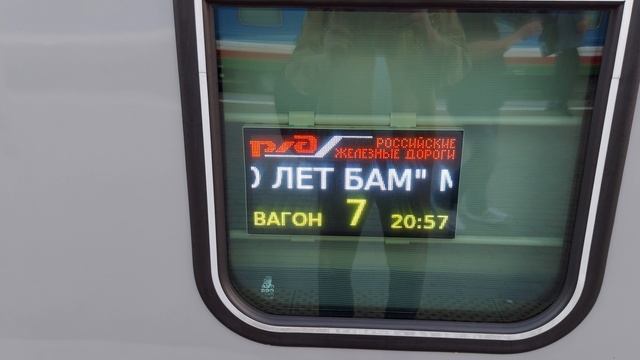 ржд РОССИЙСКИЕ
ЖЕЛЕЗНЫЕ ДОРОГИ
ЛЕТ БАМ"
ВАГОН 7 20:57